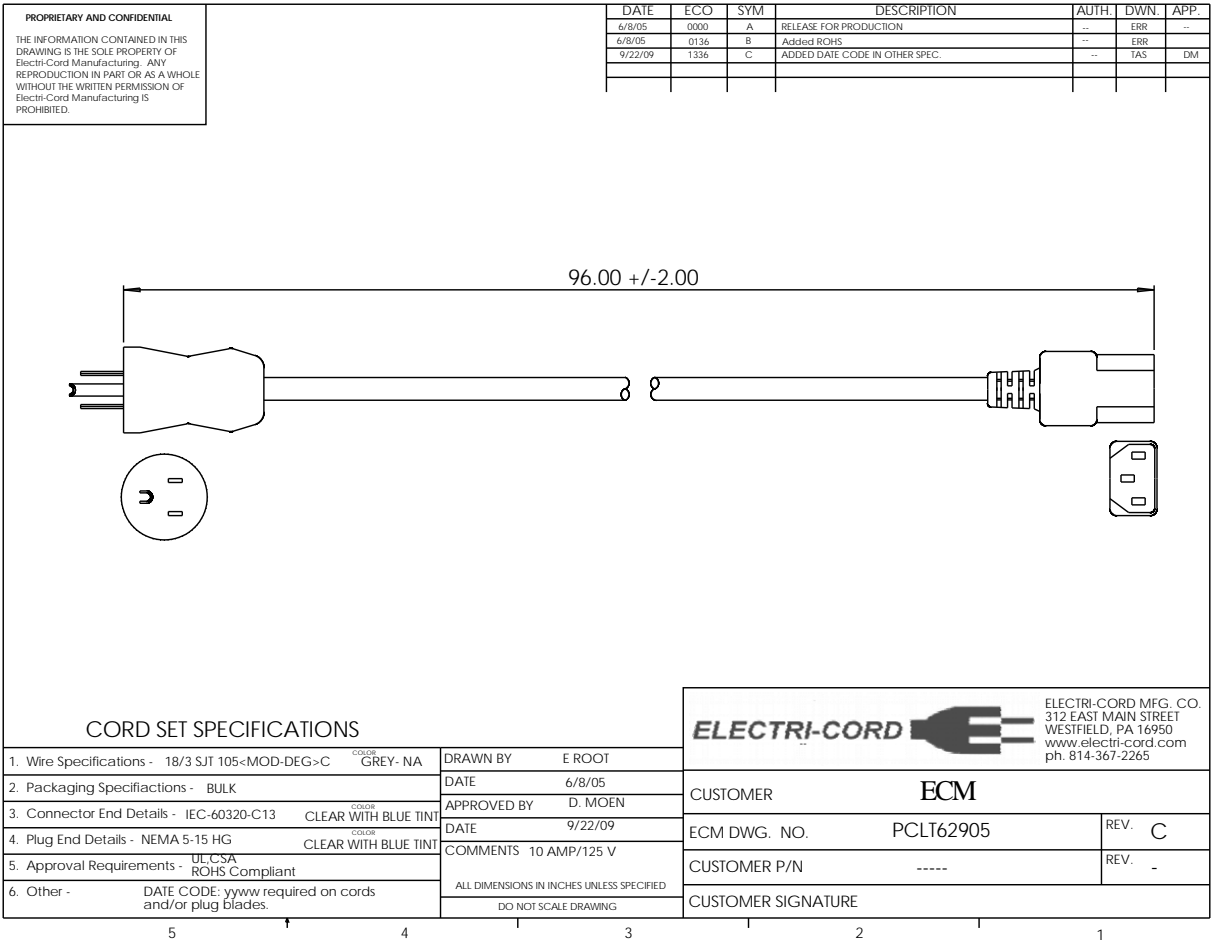 PROPRIETARY AND CONFIDENTIAL
THE INFORMATION CONTAINED IN THIS
DRAWING IS THE SOLE PROPERTY OF
Electri-Cord Manufacturing. ANY
REPRODUCTION IN PART OR AS A WHOLE
WITHOUT THE WRITTEN PERMISSION OF
Electri-Cord Manufacturing IS
PROHIBITED.
DATE ECO SYM DESCRIPTION AUTH. DWN. APP.
6/8/05 0000 A RELEASE FOR PRODUCTION -- ERR --
6/8/05 0136 B Added ROHS -- ERR
9/22/09 1336 C ADDED DATE CODE IN OTHER SPEC. -- TAS DM
96.00 +/-2.00
CORD SET SPECIFICATIONS
1. Wire Specifications - 18/3 SJT 105<MOD-DEG>C COLOR GREY- NA
2. Packaging Specifiactions - BULK
3. Connector End Details - IEC-60320-C13 COLOR CLEAR WITH BLUE TINT
4. Plug End Details - NEMA 5-15 HG COLOR CLEAR WITH BLUE TINT
5. Approval Requirements - UL,CSA
ROHS Compliant
6. Other - DATE CODE: yyww required on cords
and/or plug blades.
DRAWN BY E ROOT
DATE 6/8/05
APPROVED BY D. MOEN
DATE 9/22/09
COMMENTS 10 AMP/125 V
ALL DIMENSIONS IN INCHES UNLESS SPECIFIED
DO NOT SCALE DRAWING
ELECTRI-CORD
ELECTRI-CORD MFG. CO.
312 EAST MAIN STREET
WESTFIELD, PA 16950
www.electri-cord.com
ph. 814-367-2265
CUSTOMER ECM
ECM DWG. NO. PCLT62905 REV. C
CUSTOMER P/N ----- REV. -
CUSTOMER SIGNATURE
5 4 3 2 1